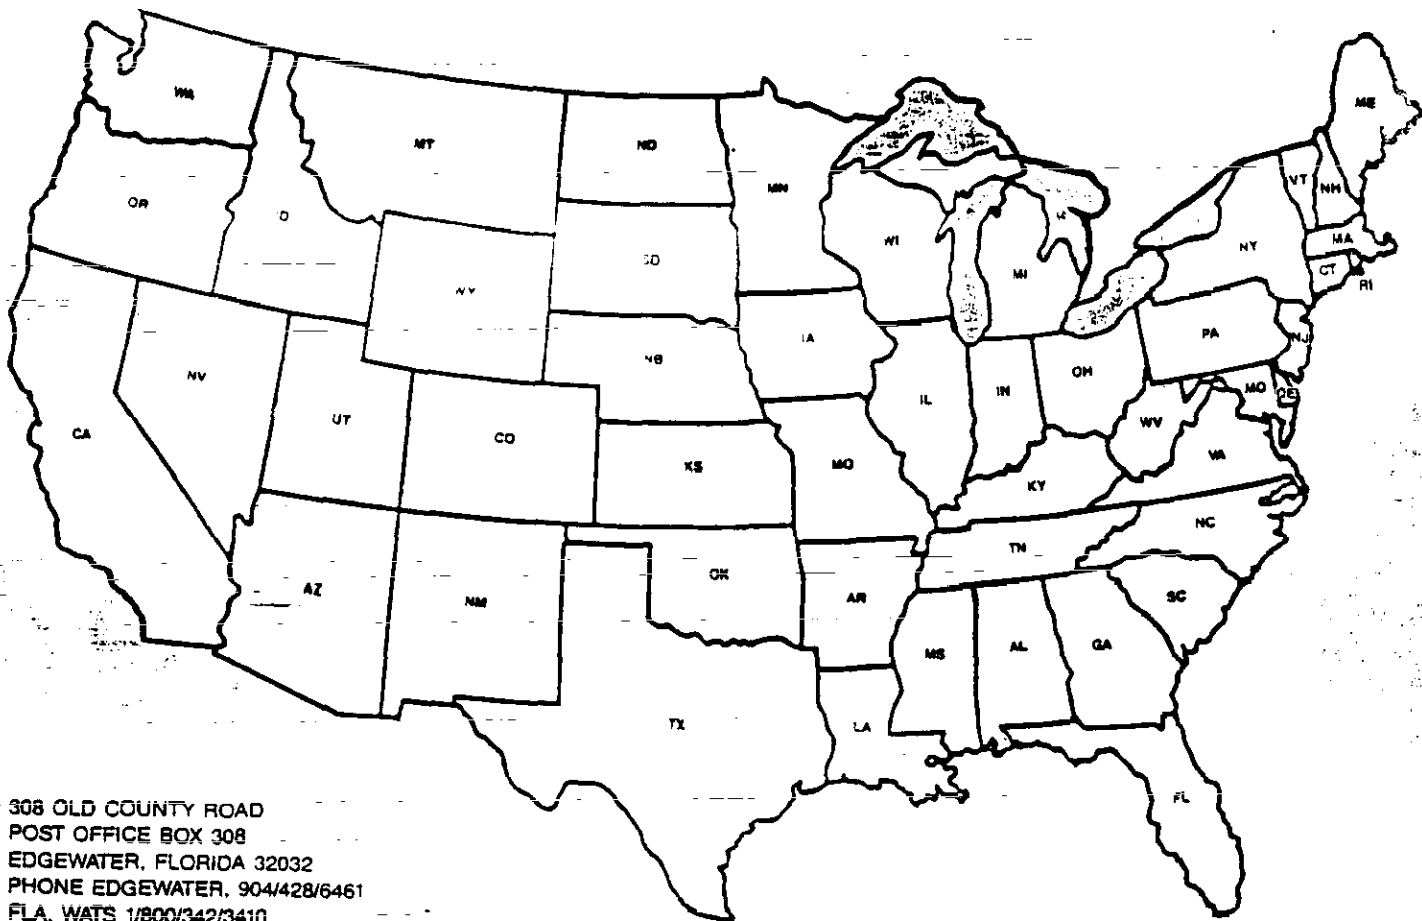 WA
MT
ND
MN
ME
OR
D
SD
WI
MI
VT
NH
NY
MA
CT
RI
WY
IA
NB
PA
NJ
NV
UT
CO
KS
MO
IL
IN
OH
WV
MD
DE
VA
CA
KY
AZ
NM
OK
AR
TN
NC
SC
MS
AL
GA
TX
LA
FL
308 OLD COUNTY ROAD
POST OFFICE BOX 308
EDGEWATER, FLORIDA 32032
PHONE EDGEWATER, 904/428/6461
FLA. WATS 1/800/342/3410